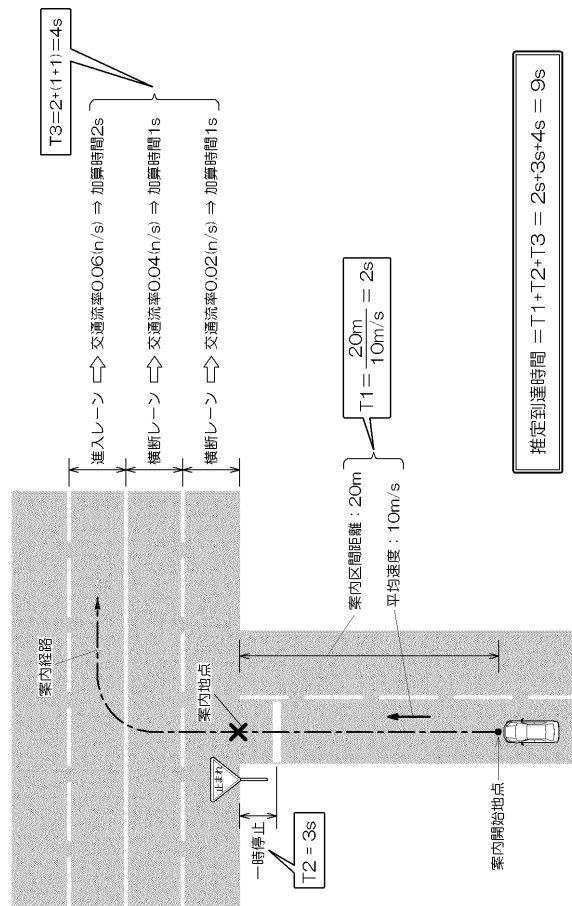 T3=2+(1+1)=4s
進入レーン ⇨ 交通流率0.06(n/s) ⇒ 加算時間2s
横断レーン ⇨ 交通流率0.04(n/s) ⇒ 加算時間1s
横断レーン ⇨ 交通流率0.02(n/s) ⇒ 加算時間1s
案内経路
案内地点
止まれ
一時停止
T2 = 3s
案内区間距離：20m
平均速度：10m/s
T1= 20m/10m/s = 2s
案内開始地点
推定到達時間 =T1+T2+T3 = 2s+3s+4s = 9s